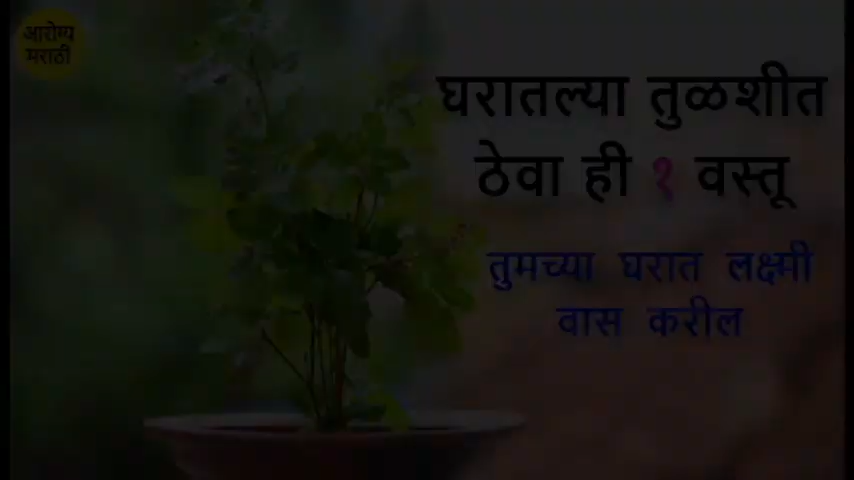 आरोग्य
मराठी
घरातल्या तुळशीत
ठेवा ही १ वस्तू
तुमच्या घरात लक्ष्मी
वास करील